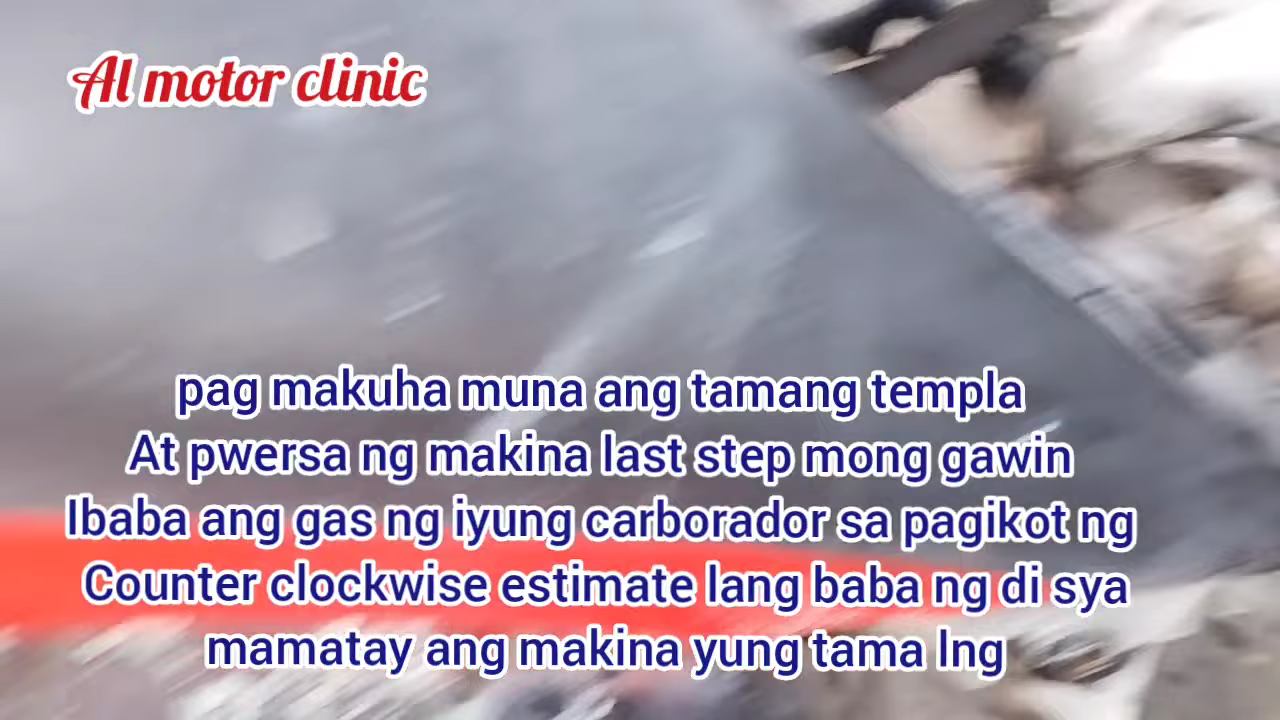 Al motor clinic
pag makuha muna ang tamang templa
At pwersa ng makina last step mong gawin
Ibaba ang gas ng iyung carborador sa pagikot ng
Counter clockwise estimate lang baba ng di sya
mamatay ang makina yung tama lng